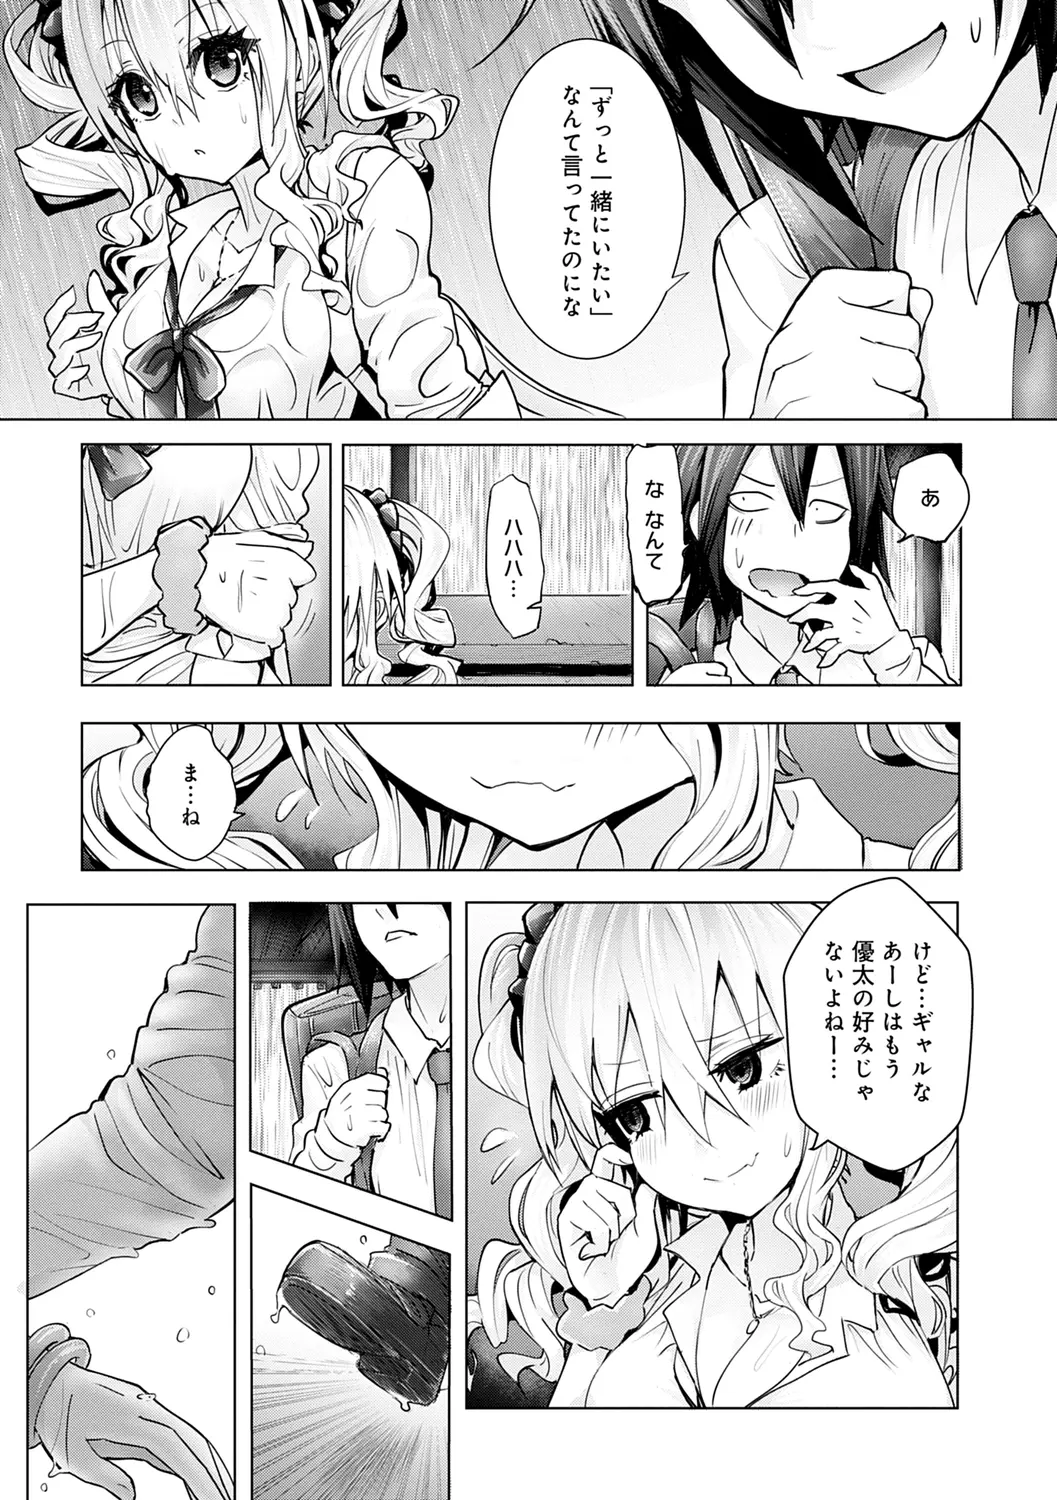 「ずっと一緒にいたい」
なんて言ってたのにな
あ
な なんて
ハハハ…
ま…ね
けど…ギャルな
あーしはもう
優太の好みじゃ
ないよねー…